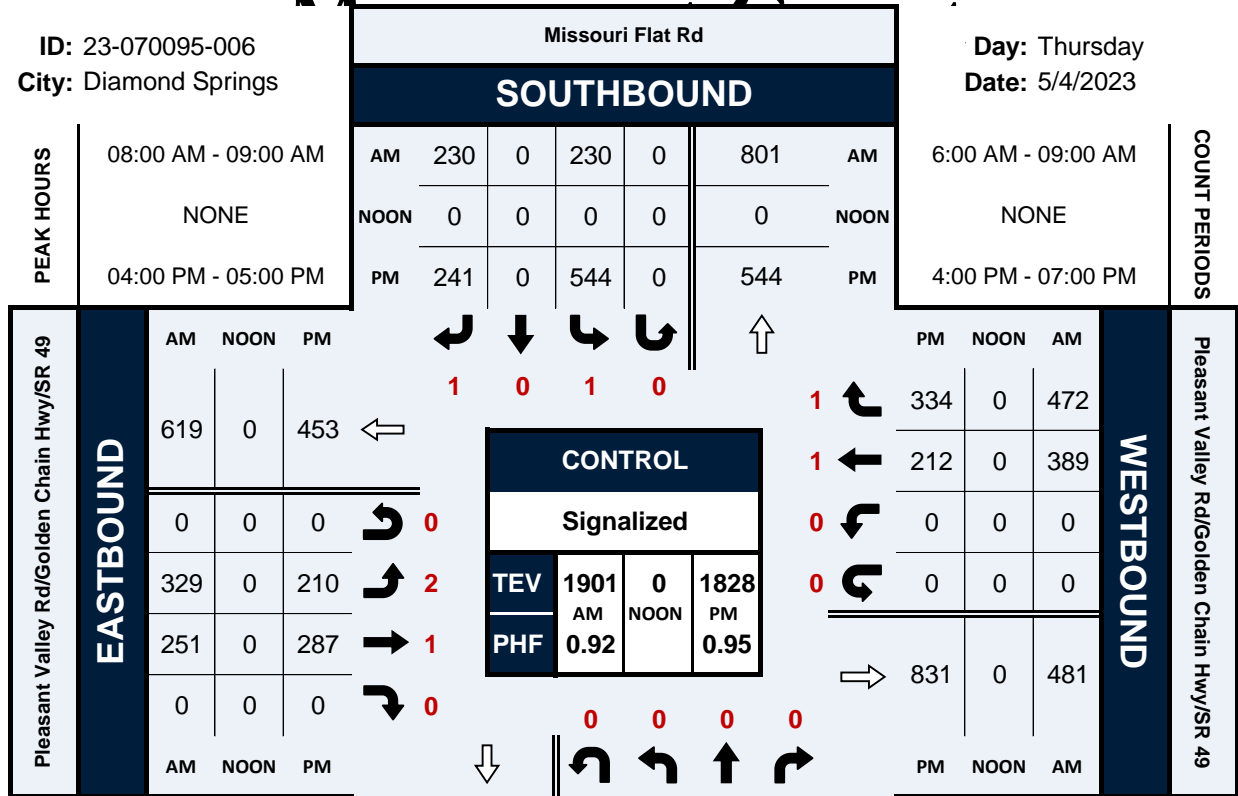 ID: 23-070095-006
City: Diamond Springs
Missouri Flat Rd
SOUTHBOUND
Day: Thursday
Date: 5/4/2023
PEAK HOURS
08:00 AM - 09:00 AM
NONE
04:00 PM - 05:00 PM
AM 230 0 230 0 801 AM
NOON 0 0 0 0 0 NOON
PM 241 0 544 0 544 PM
6:00 AM - 09:00 AM
NONE
4:00 PM - 07:00 PM
COUNT PERIODS
1 0 1 0
Pleasant Valley Rd/Golden Chain Hwy/SR 49
EASTBOUND
AM NOON PM
619 0 453
0 0 0 0
329 0 210 2
251 0 287 1
0 0 0 0
AM NOON PM
CONTROL
Signalized
TEV 1901 0 1828
AM NOON PM
PHF 0.92 0.95
PM NOON AM
1 334 0 472
1 212 0 389
0 0 0 0
0 0 0 0
831 0 481
PM NOON AM
WESTBOUND
Pleasant Valley Rd/Golden Chain Hwy/SR 49
0 0 0 0